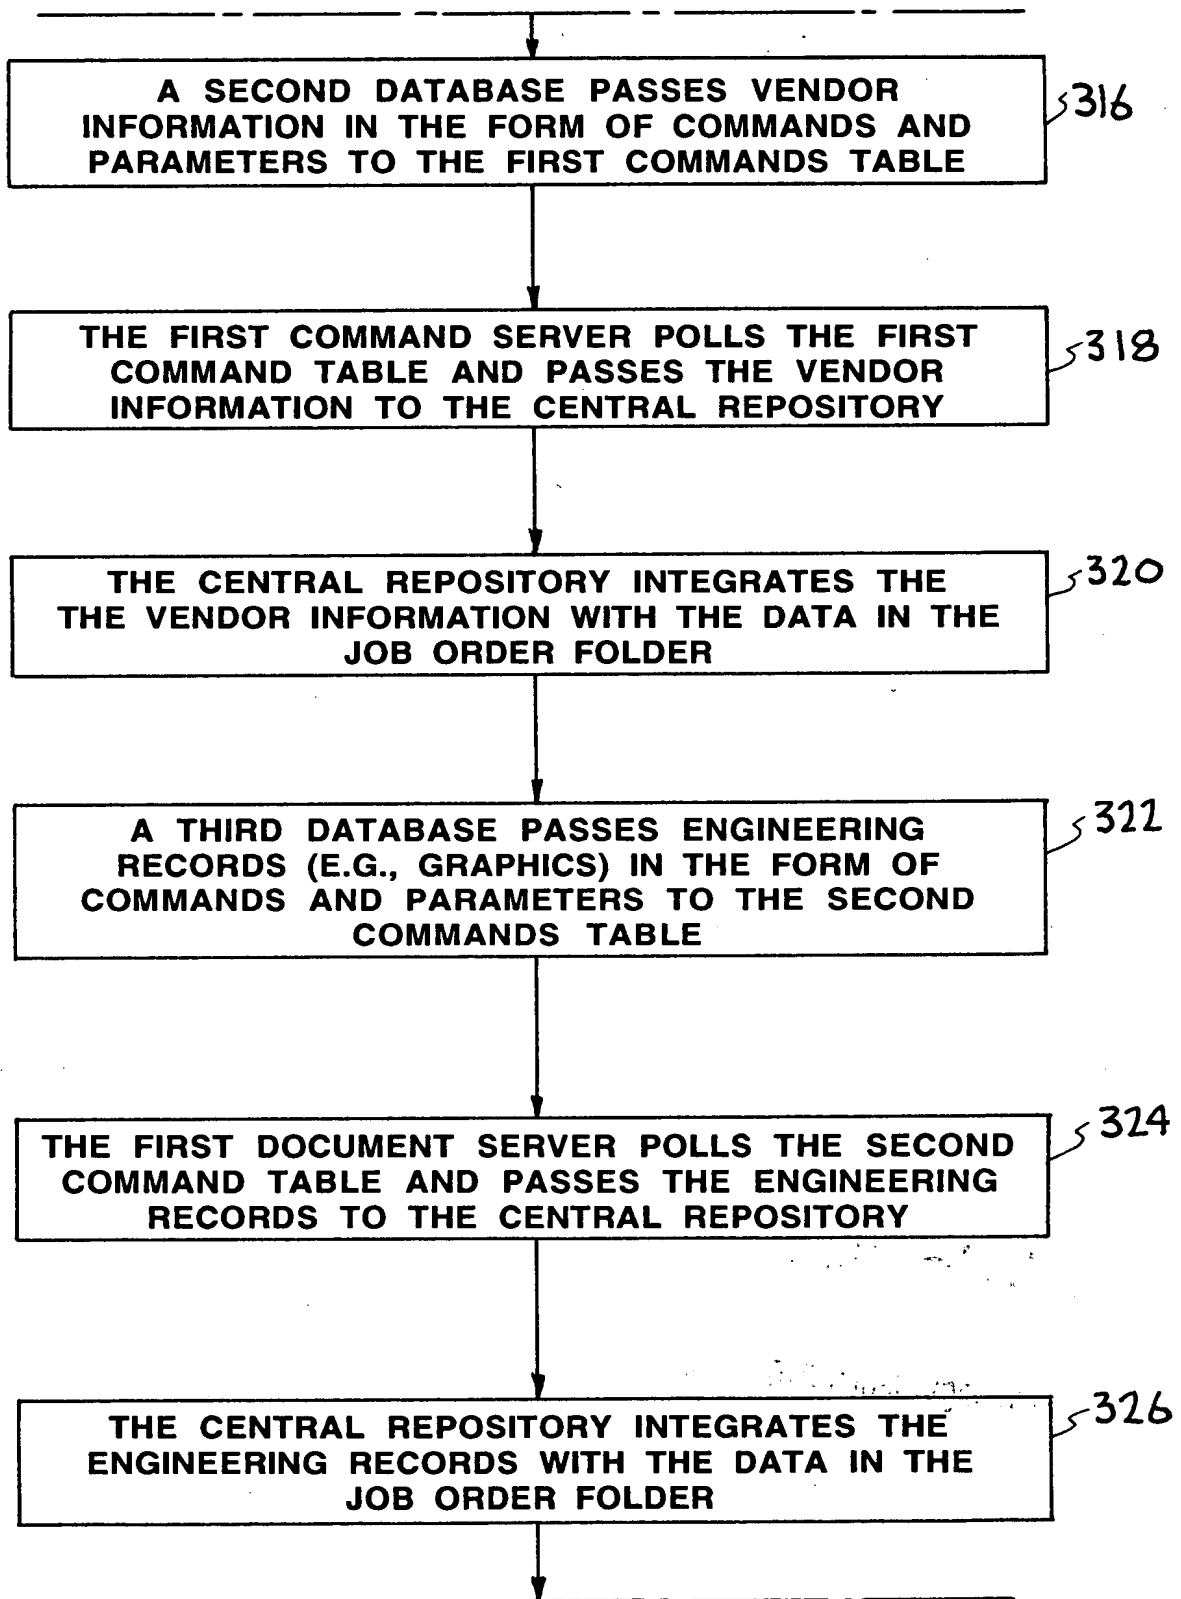 A SECOND DATABASE PASSES VENDOR
INFORMATION IN THE FORM OF COMMANDS AND
PARAMETERS TO THE FIRST COMMANDS TABLE
316
THE FIRST COMMAND SERVER POLLS THE FIRST
COMMAND TABLE AND PASSES THE VENDOR
INFORMATION TO THE CENTRAL REPOSITORY
318
THE CENTRAL REPOSITORY INTEGRATES THE
THE VENDOR INFORMATION WITH THE DATA IN THE
JOB ORDER FOLDER
320
A THIRD DATABASE PASSES ENGINEERING
RECORDS (E.G., GRAPHICS) IN THE FORM OF
COMMANDS AND PARAMETERS TO THE SECOND
COMMANDS TABLE
322
THE FIRST DOCUMENT SERVER POLLS THE SECOND
COMMAND TABLE AND PASSES THE ENGINEERING
RECORDS TO THE CENTRAL REPOSITORY
324
THE CENTRAL REPOSITORY INTEGRATES THE
ENGINEERING RECORDS WITH THE DATA IN THE
JOB ORDER FOLDER
326